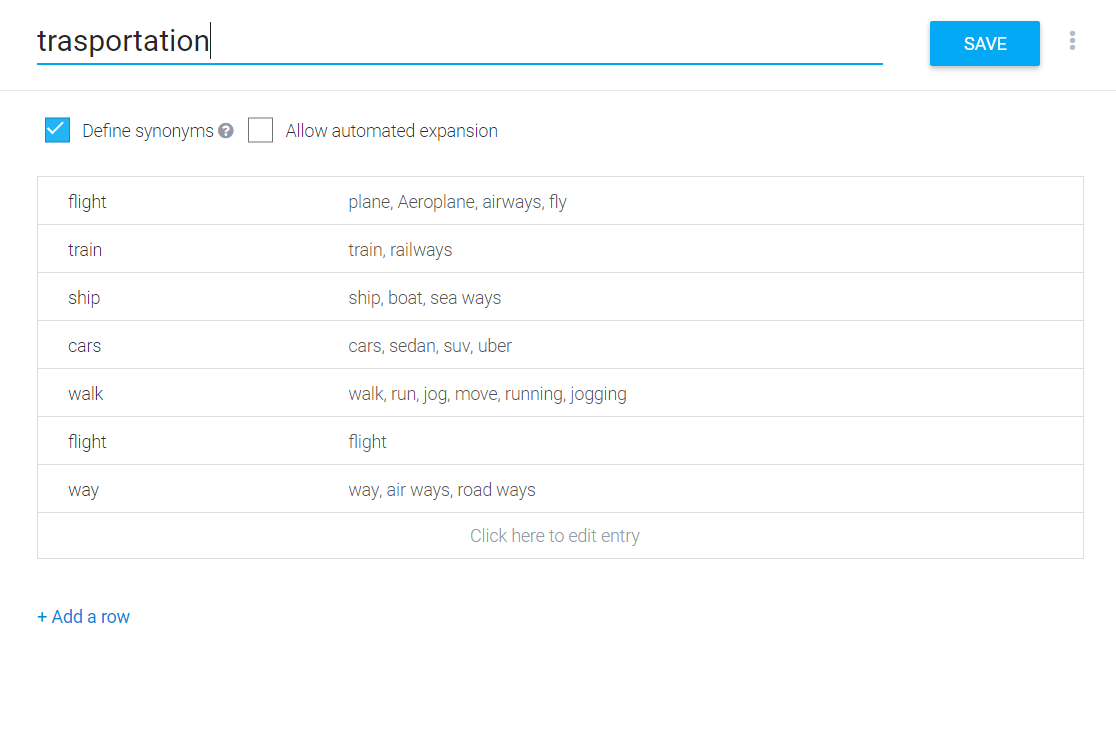 trasportation
SAVE
Define synonyms ? Allow automated expansion
flight plane, Aeroplane, airways, fly
train train, railways
ship ship, boat, sea ways
cars cars, sedan, suv, uber
walk walk, run, jog, move, running, jogging
flight flight
way way, air ways, road ways
Click here to edit entry
+ Add a row